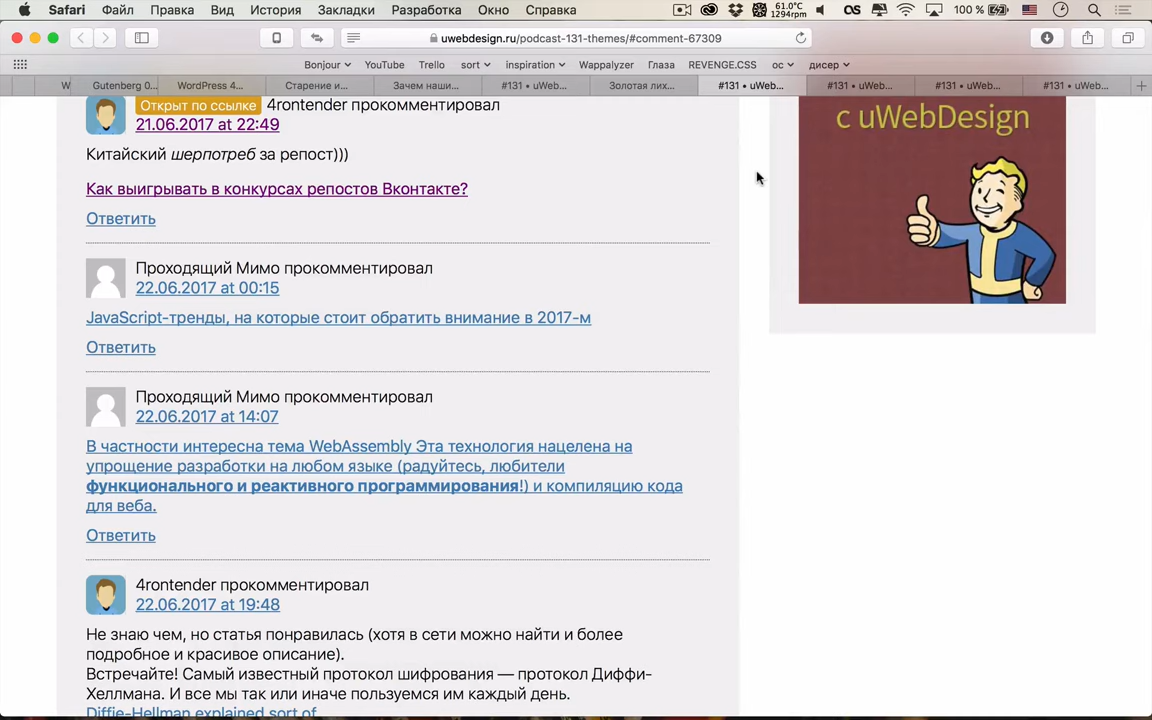 Safari Файл Правка Вид История Закладки Разработка Окно Справка 61.0°C 1294rpm 100 %
uwebdesign.ru/podcast-131-themes/#comment-67309
Bonjour YouTube Trello sort inspiration Wappalyzer Глаза REVENGE.CSS ос дисер
W Gutenberg 0... WordPress 4... Старение и... Зачем наши... #131 • uWeb... Золотая лих... #131 • uWeb... #131 • uWeb... #131 • uWeb... #131 • uWeb...
Открыт по ссылке 4rontender прокомментировал
21.06.2017 at 22:49
Китайский шерпотреб за репост)))
Как выигрывать в конкурсах репостов Вконтакте?
Ответить
Проходящий Мимо прокомментировал
22.06.2017 at 00:15
JavaScript-тренды, на которые стоит обратить внимание в 2017-м
Ответить
Проходящий Мимо прокомментировал
22.06.2017 at 14:07
В частности интересна тема WebAssembly Эта технология нацелена на
упрощение разработки на любом языке (радуйтесь, любители
функционального и реактивного программирования!) и компиляцию кода
для веба.
Ответить
4rontender прокомментировал
22.06.2017 at 19:48
Не знаю чем, но статья понравилась (хотя в сети можно найти и более
подробное и красивое описание).
Встречайте! Самый известный протокол шифрования — протокол Диффи-
Хеллмана. И все мы так или иначе пользуемся им каждый день.
Diffie-Hellman explained sort of
с uWebDesign